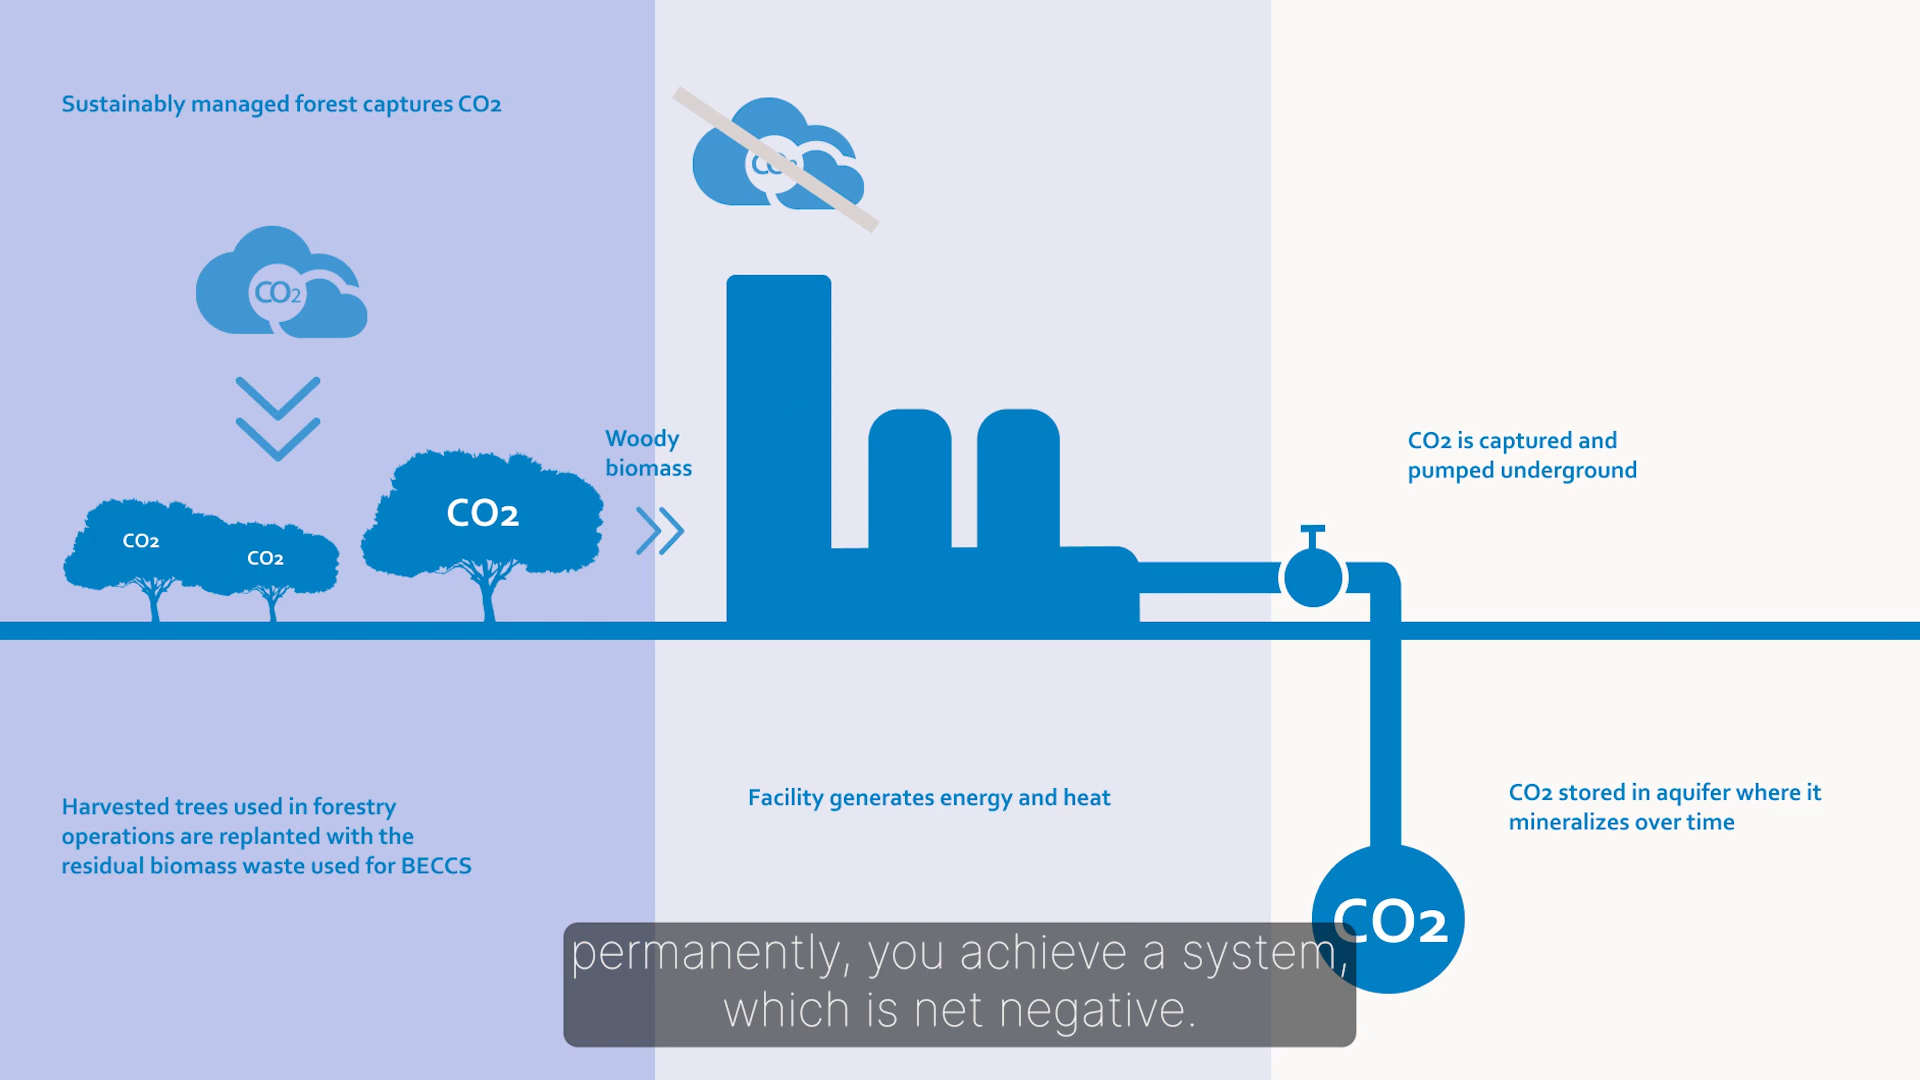 Sustainably managed forest captures CO2
CO2
CO2
CO2
CO2
CO2
Woody
biomass
CO2 is captured and
pumped underground
Harvested trees used in forestry
operations are replanted with the
residual biomass waste used for BECCS
Facility generates energy and heat
CO2 stored in aquifer where it
mineralizes over time
CO2
permanently, you achieve a system,
which is net negative.